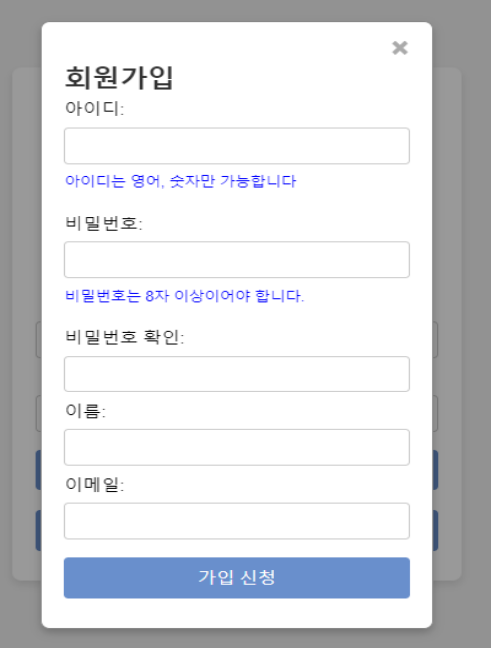 ✖
회원가입
아이디:
아이디는 영어, 숫자만 가능합니다
비밀번호:
비밀번호는 8자 이상이어야 합니다.
비밀번호 확인:
이름:
이메일:
가입 신청